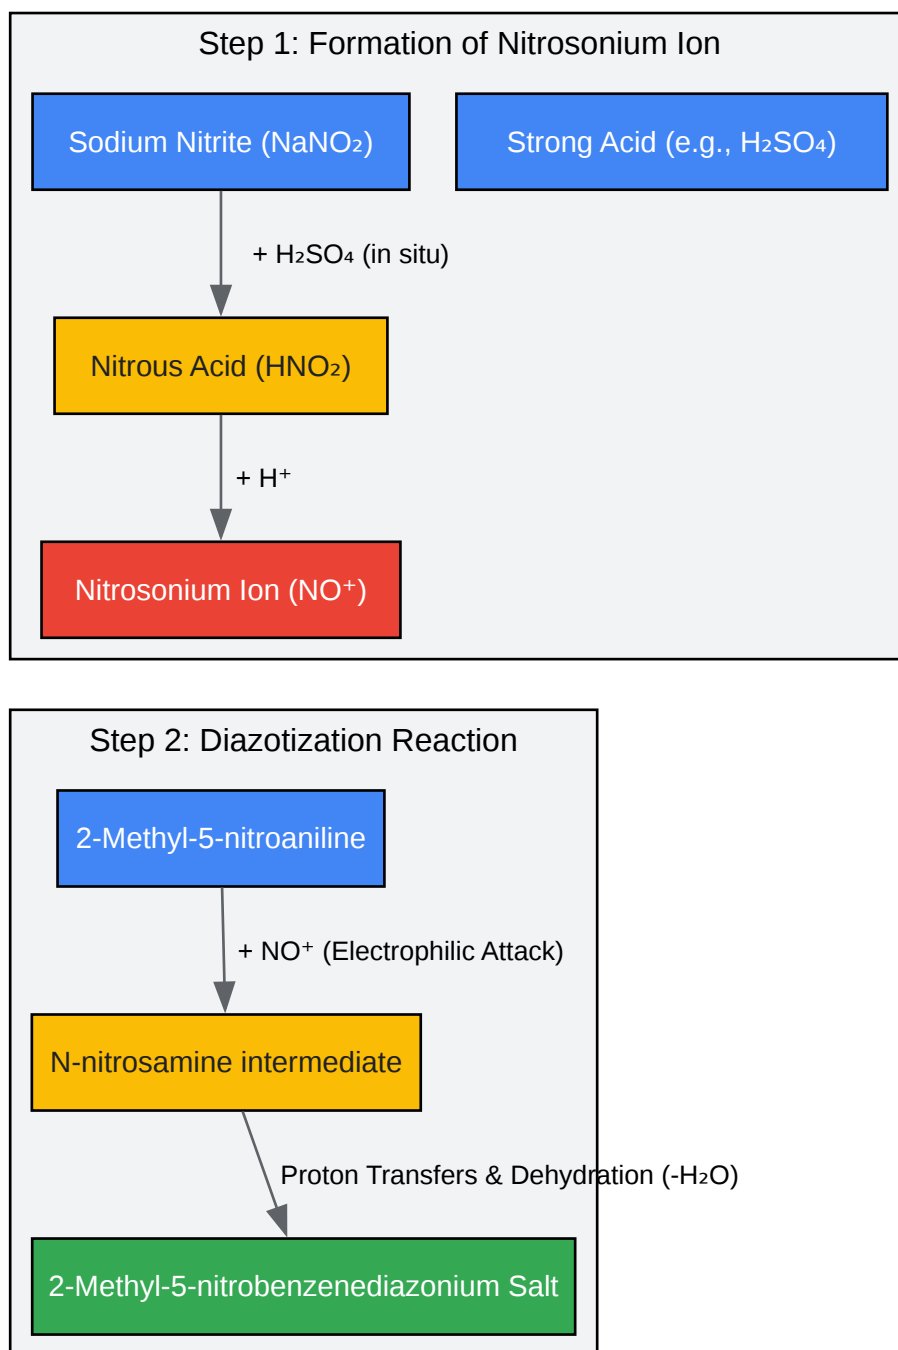 Step 1: Formation of Nitrosonium Ion
Sodium Nitrite (NaNO₂)
Strong Acid (e.g., H₂SO₄)
+ H₂SO₄ (in situ)
Nitrous Acid (HNO₂)
+ H⁺
Nitrosonium Ion (NO⁺)
Step 2: Diazotization Reaction
2-Methyl-5-nitroaniline
+ NO⁺ (Electrophilic Attack)
N-nitrosamine intermediate
Proton Transfers & Dehydration (-H₂O)
2-Methyl-5-nitrobenzenediazonium Salt